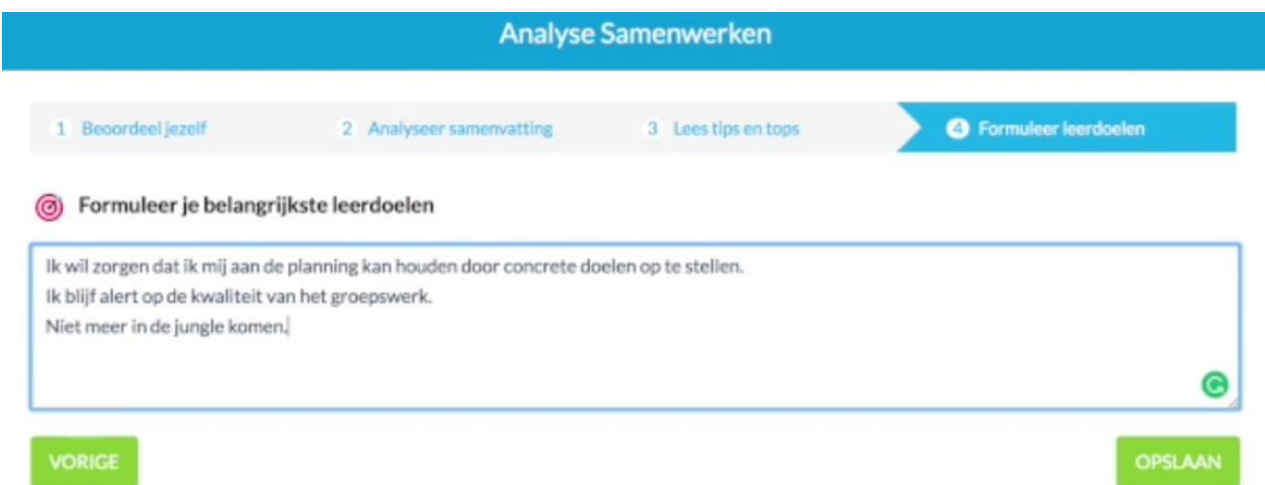 Analyse Samenwerken
1 Beoordeel jezelf
2 Analyseer samenvatting
3 Lees tips en tops
4 Formuleer leerdoelen
Formuleer je belangrijkste leerdoelen
Ik wil zorgen dat ik mij aan de planning kan houden door concrete doelen op te stellen.
Ik blijf alert op de kwaliteit van het groepswerk.
Niet meer in de jungle komen.
VORIGE
OPSLAAN